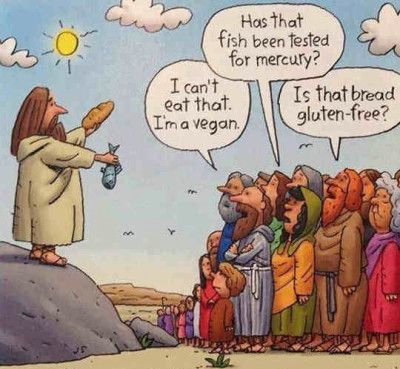 I can't
eat that.
I'm a vegan.
Has that
fish been tested
for mercury?
Is that bread
gluten-free?